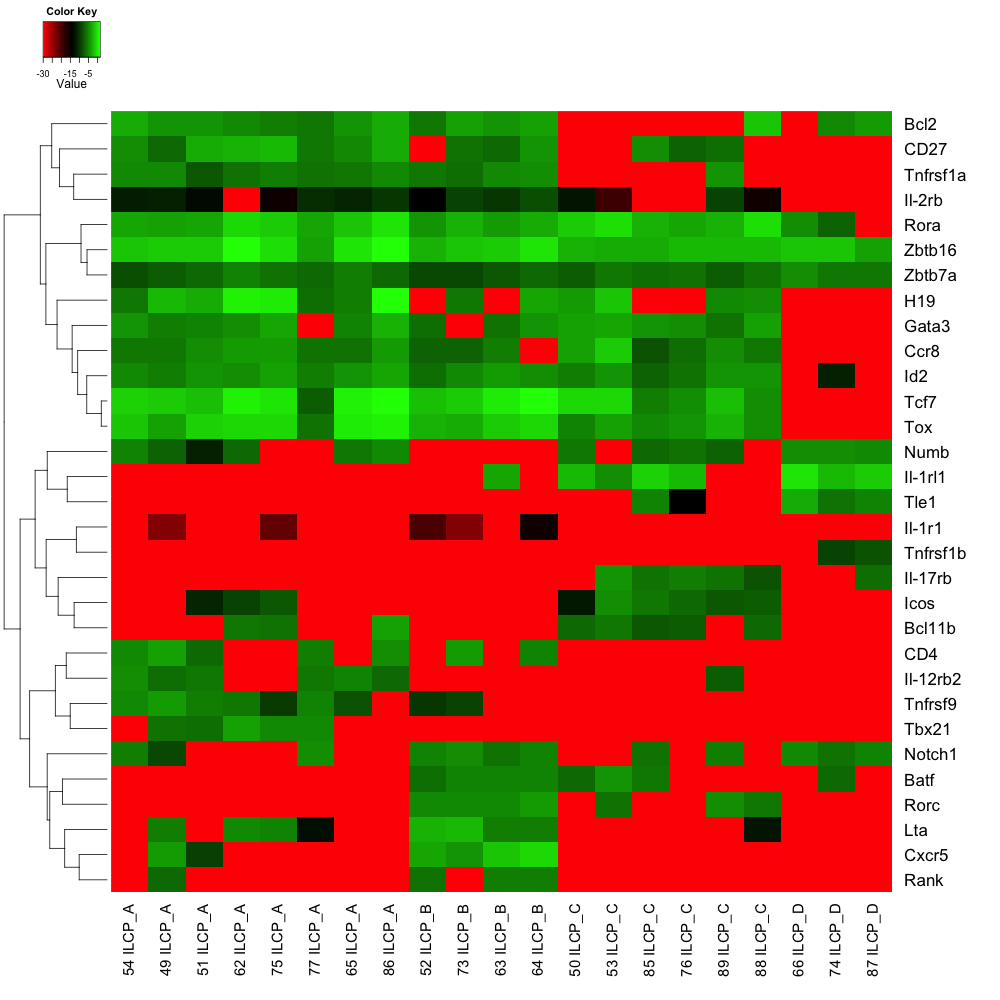 Color Key
-30 -15 -5
Value
Bcl2
CD27
Tnfrsf1a
Il-2rb
Rora
Zbtb16
Zbtb7a
H19
Gata3
Ccr8
Id2
Tcf7
Tox
Numb
Il-1rl1
Tle1
Il-1r1
Tnfrsf1b
Il-17rb
Icos
Bcl11b
CD4
Il-12rb2
Tnfrsf9
Tbx21
Notch1
Batf
Rorc
Lta
Cxcr5
Rank
54 ILCP_A
49 ILCP_A
51 ILCP_A
62 ILCP_A
75 ILCP_A
77 ILCP_A
65 ILCP_A
86 ILCP_A
52 ILCP_B
73 ILCP_B
63 ILCP_B
64 ILCP_B
50 ILCP_C
53 ILCP_C
85 ILCP_C
76 ILCP_C
89 ILCP_C
88 ILCP_C
66 ILCP_D
74 ILCP_D
87 ILCP_D